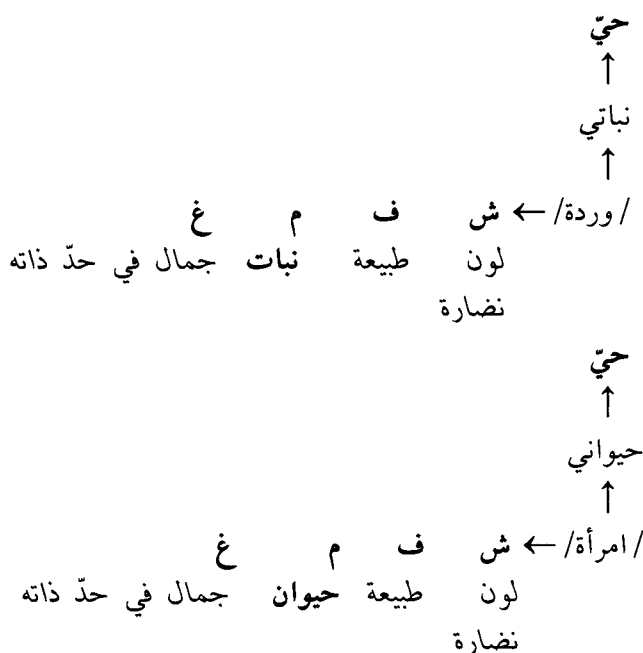 حيّ
↑
نباتي
↑
/وردة/ ← ش ف م غ
لون طبيعة نبات جمال في حدّ ذاته
نضارة
حيّ
↑
حيواني
↑
/امرأة/ ← ش ف م غ
لون طبيعة حيوان جمال في حدّ ذاته
نضارة